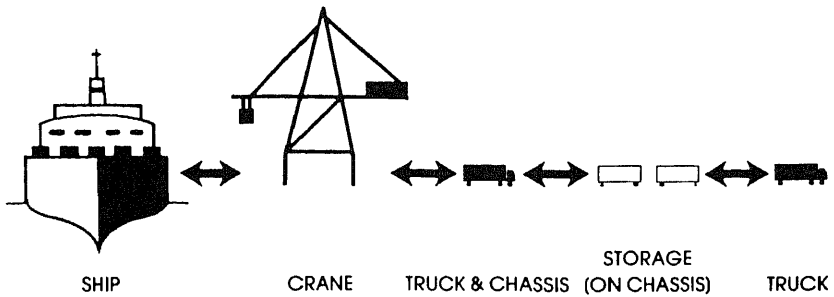 SHIP
CRANE
TRUCK & CHASSIS
STORAGE
(ON CHASSIS)
TRUCK